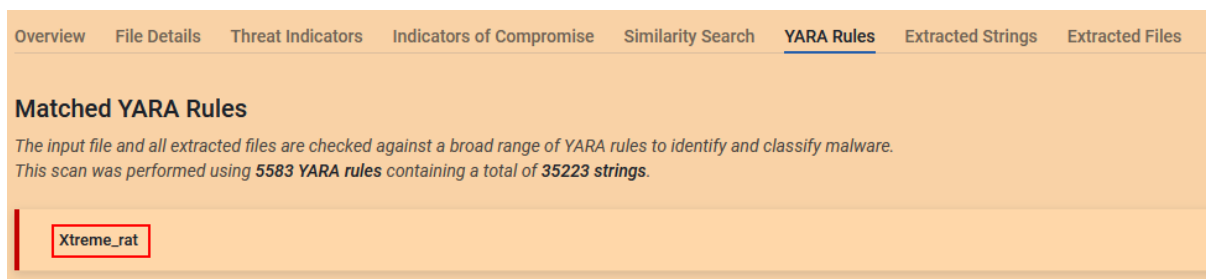 Overview File Details Threat Indicators Indicators of Compromise Similarity Search YARA Rules Extracted Strings Extracted Files
Matched YARA Rules
The input file and all extracted files are checked against a broad range of YARA rules to identify and classify malware.
This scan was performed using 5583 YARA rules containing a total of 35223 strings.
Xtreme_rat